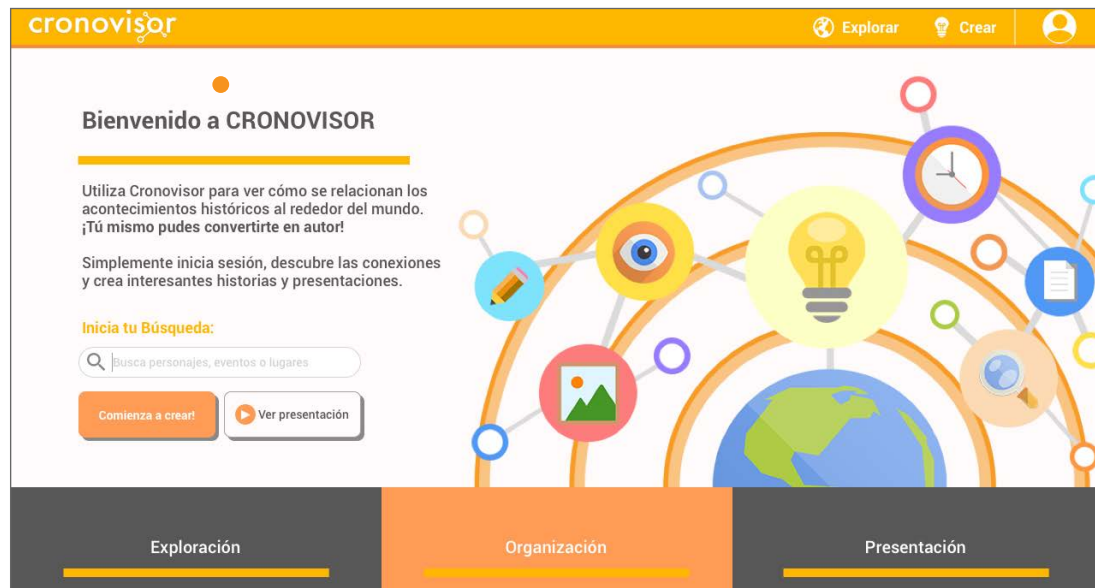 cronovisor
Explorar
Crear
Bienvenido a CRONOVISOR
Utiliza Cronovisor para ver cómo se relacionan los
acontecimientos históricos al rededor del mundo.
¡Tú mismo pudes convertirte en autor!
Simplemente inicia sesión, descubre las conexiones
y crea interesantes historias y presentaciones.
Inicia tu Búsqueda:
Busca personajes, eventos o lugares
Comienza a crear!
Ver presentación
Exploración
Organización
Presentación